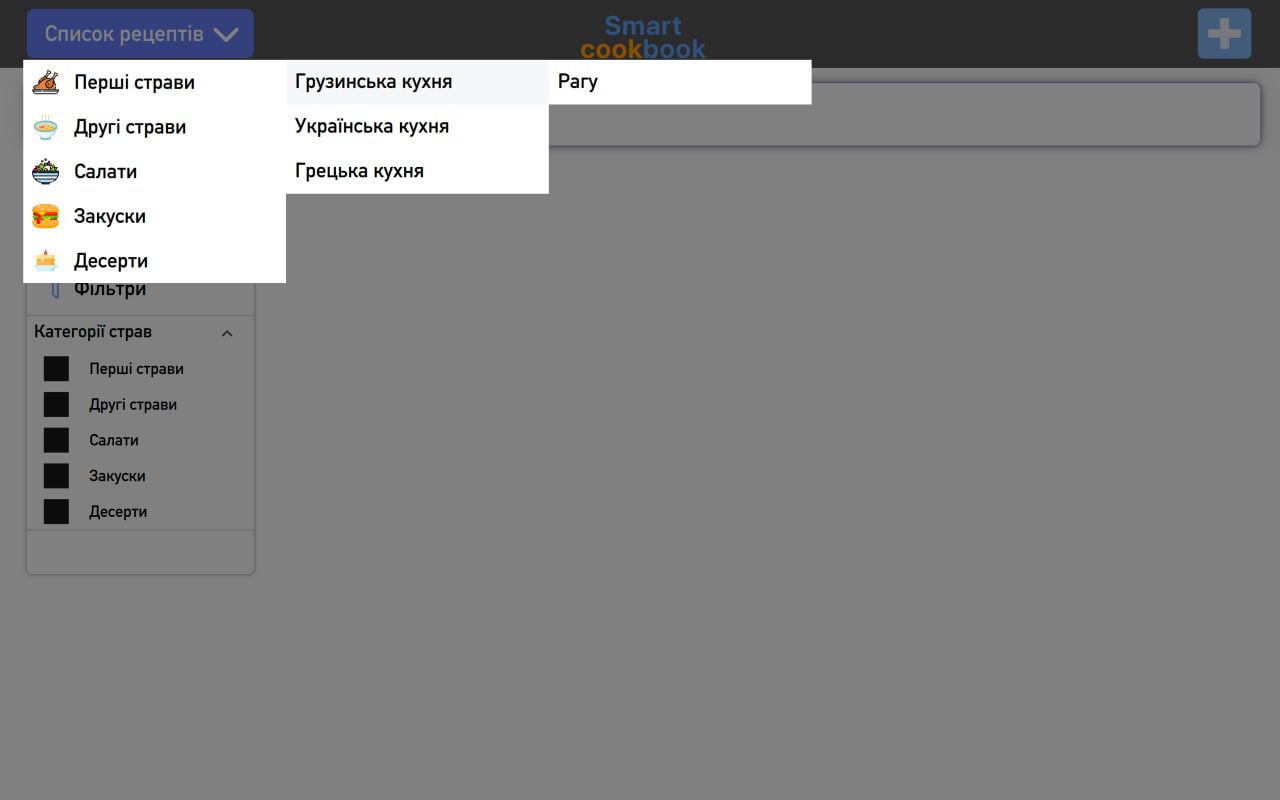 Список рецептів
Smart
cookbook
Перші страви
Другі страви
Салати
Закуски
Десерти
Грузинська кухня
Українська кухня
Грецька кухня
Рагу
Фільтри
Категорії страв
Перші страви
Другі страви
Салати
Закуски
Десерти